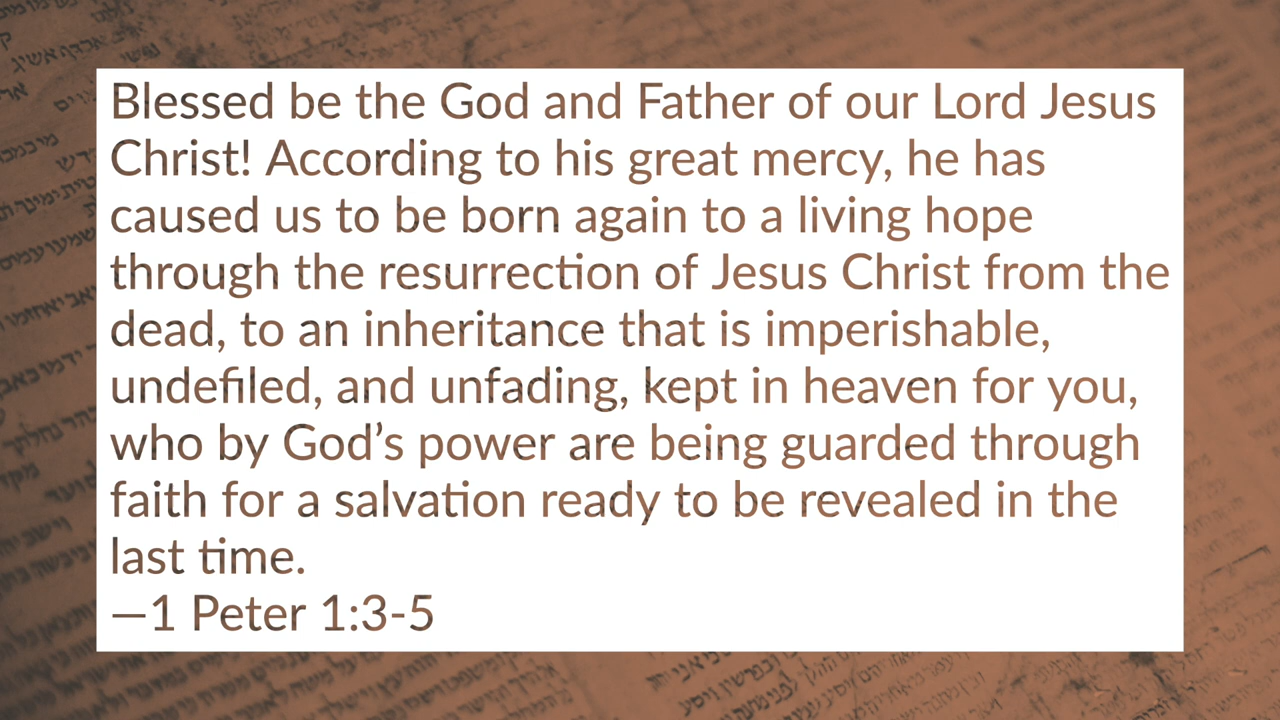 Blessed be the God and Father of our Lord Jesus
Christ! According to his great mercy, he has
caused us to be born again to a living hope
through the resurrection of Jesus Christ from the
dead, to an inheritance that is imperishable,
undefiled, and unfading, kept in heaven for you,
who by God’s power are being guarded through
faith for a salvation ready to be revealed in the
last time.
—1 Peter 1:3-5